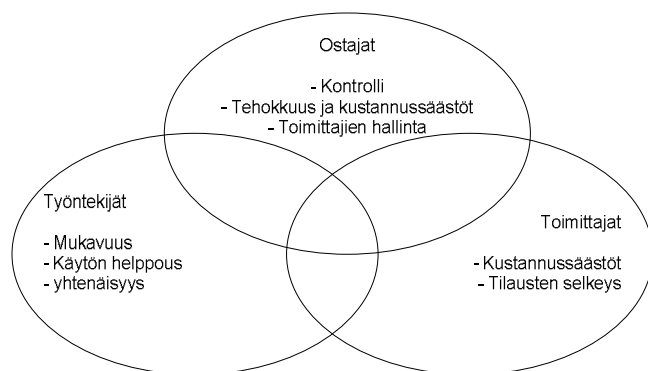 Ostajat
- Kontrolli
- Tehokkuus ja kustannussäästöt
- Toimittajien hallinta
Työntekijät
- Mukavuus
- Käytön helppous
- yhtenäisyys
Toimittajat
- Kustannussäästöt
- Tilausten selkeys